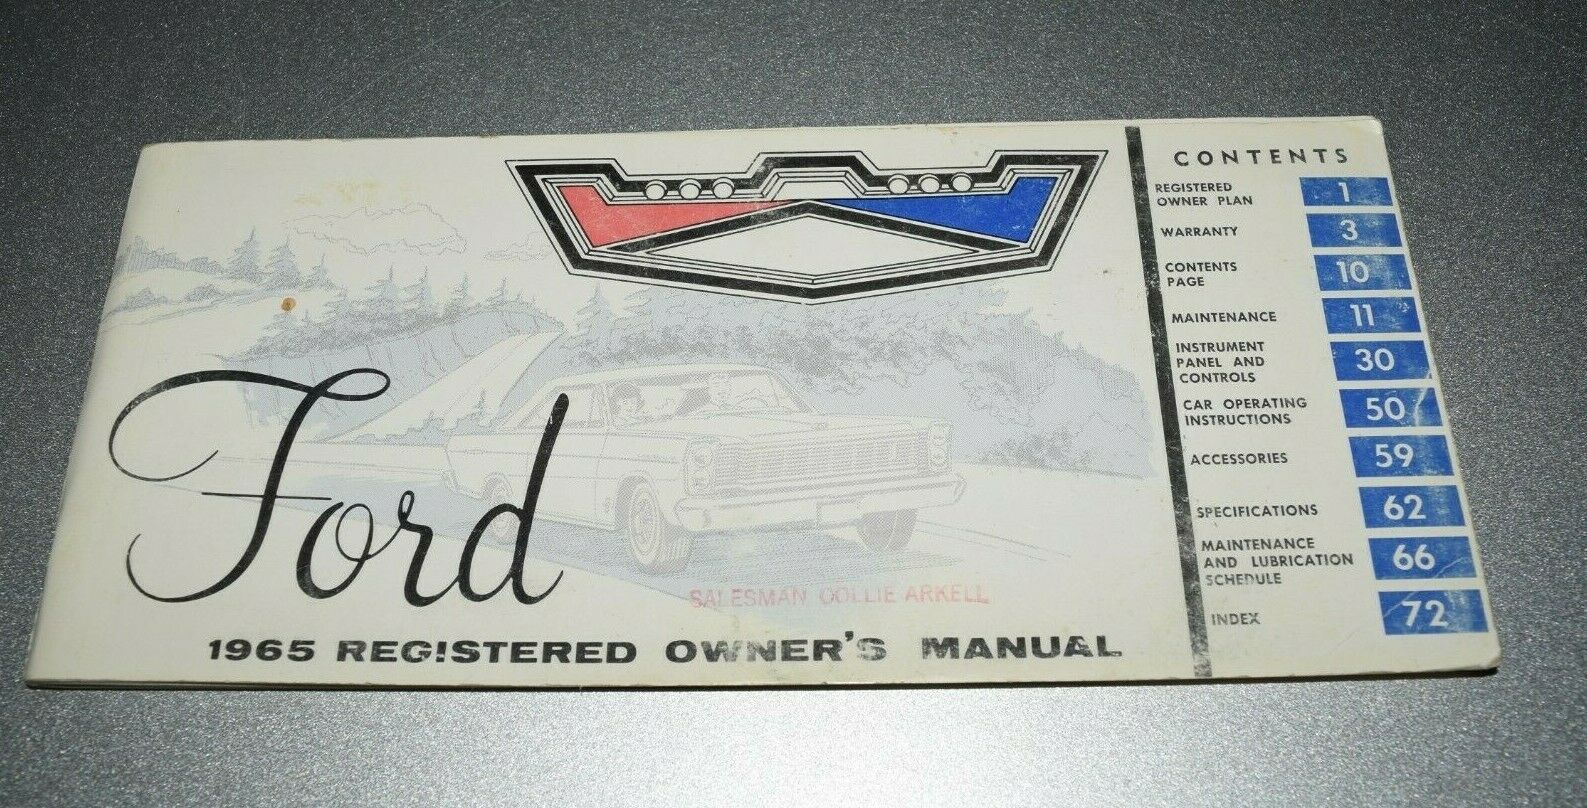 Ford
1965 REGISTERED OWNER'S MANUAL
SALESMAN COLLIE ARKELL
CONTENTS
REGISTERED
OWNER PLAN 1
WARRANTY 3
CONTENTS
PAGE 10
MAINTENANCE 11
INSTRUMENT
PANEL AND
CONTROLS 30
CAR OPERATING
INSTRUCTIONS 50
ACCESSORIES 59
SPECIFICATIONS 62
MAINTENANCE
AND LUBRICATION
SCHEDULE 66
INDEX 72